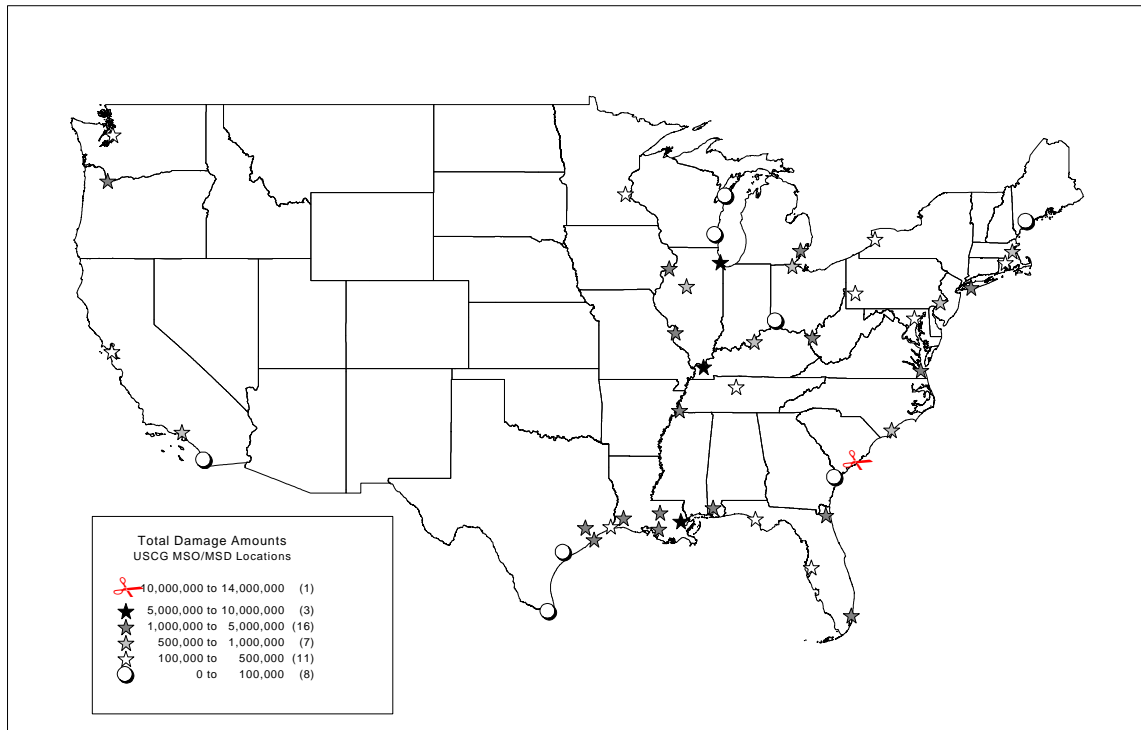 Total Damage Amounts
USCG MSO/MSD Locations
10,000,000 to 14,000,000 (1)
5,000,000 to 10,000,000 (3)
1,000,000 to 5,000,000 (16)
500,000 to 1,000,000 (7)
100,000 to 500,000 (11)
0 to 100,000 (8)